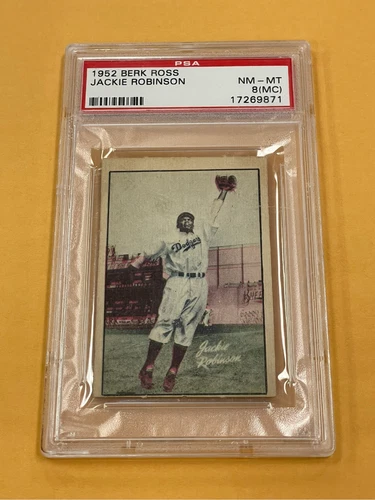 PSA
1952 BERK ROSS
JACKIE ROBINSON
NM - MT
8(MC)
17269871
Dodgers
Jackie
Robinson